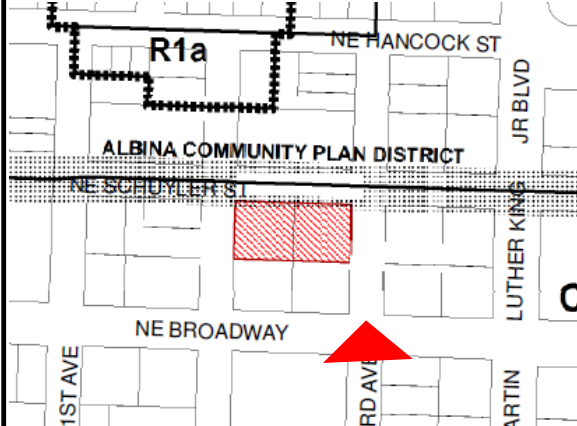 NE HANCOCK ST
R1a
JR BLVD
ALBINA COMMUNITY PLAN DISTRICT
NE SCHUYLER ST.
LUTHER KING
C
NE BROADWAY
1ST AVE
RD AVE
ARTIN